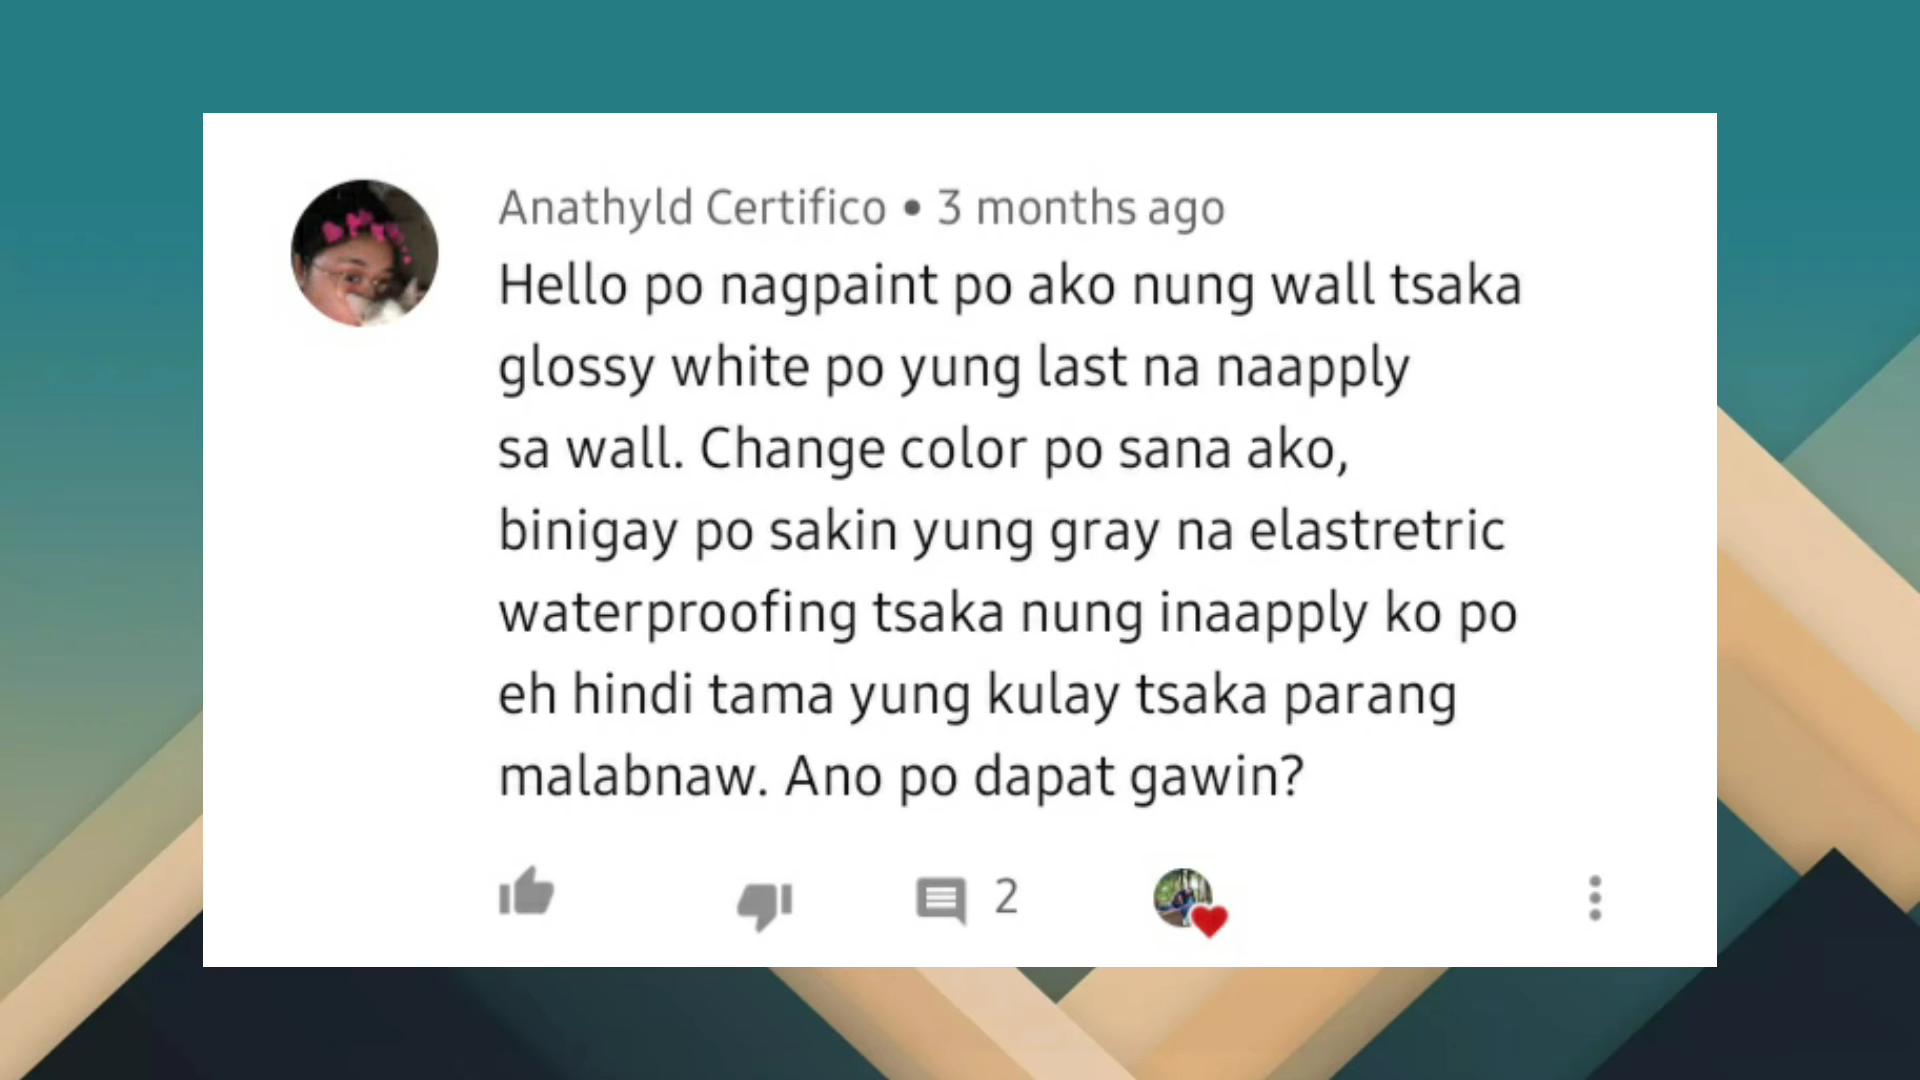 Anathyld Certifico • 3 months ago
Hello po nagpaint po ako nung wall tsaka
glossy white po yung last na naapply
sa wall. Change color po sana ako,
binigay po sakin yung gray na elastretric
waterproofing tsaka nung inaapply ko po
eh hindi tama yung kulay tsaka parang
malabnaw. Ano po dapat gawin?
2